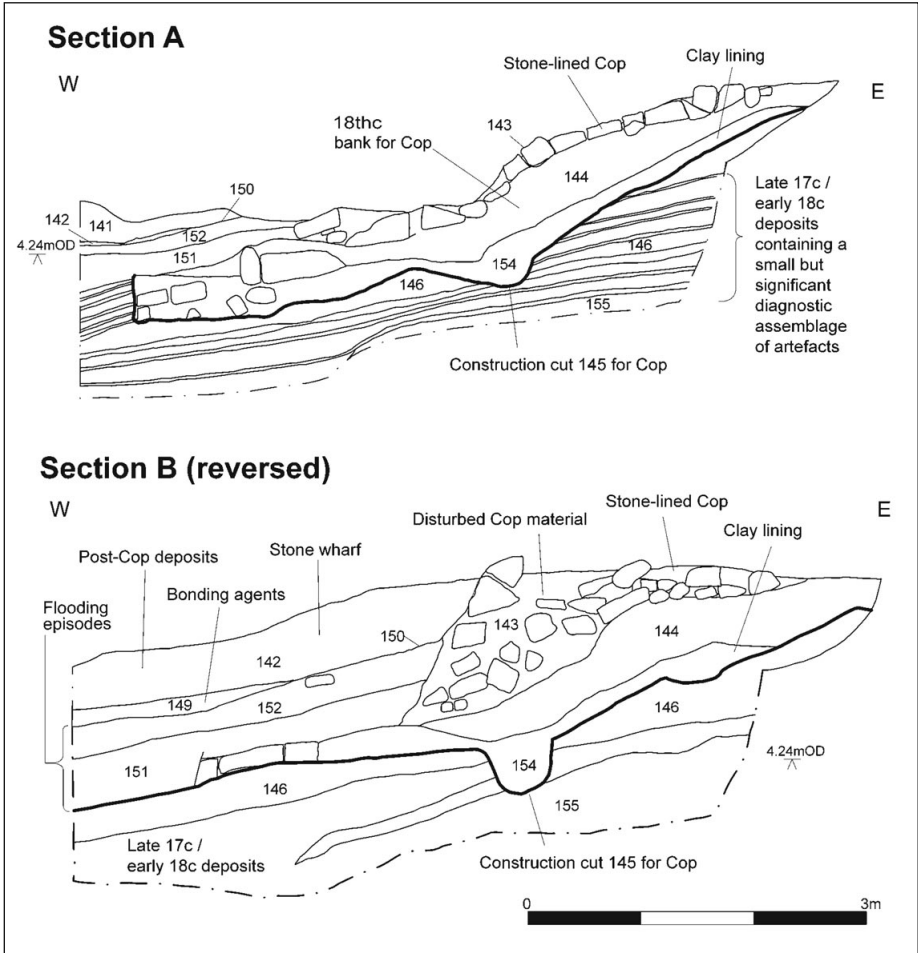 Section A
W
E
Stone-lined Cop
Clay lining
18thc
bank for Cop
143
144
150
142
141
152
4.24mOD
151
154
146
146
155
Late 17c /
early 18c
deposits
containing a
small but
significant
diagnostic
assemblage
of artefacts
Construction cut 145 for Cop
Section B (reversed)
W
E
Stone-lined Cop
Disturbed Cop material
Clay lining
Post-Cop deposits
Stone wharf
Flooding
episodes
Bonding agents
150
143
144
142
149
152
146
4.24mOD
151
154
146
155
Late 17c /
early 18c deposits
Construction cut 145 for Cop
0
3m